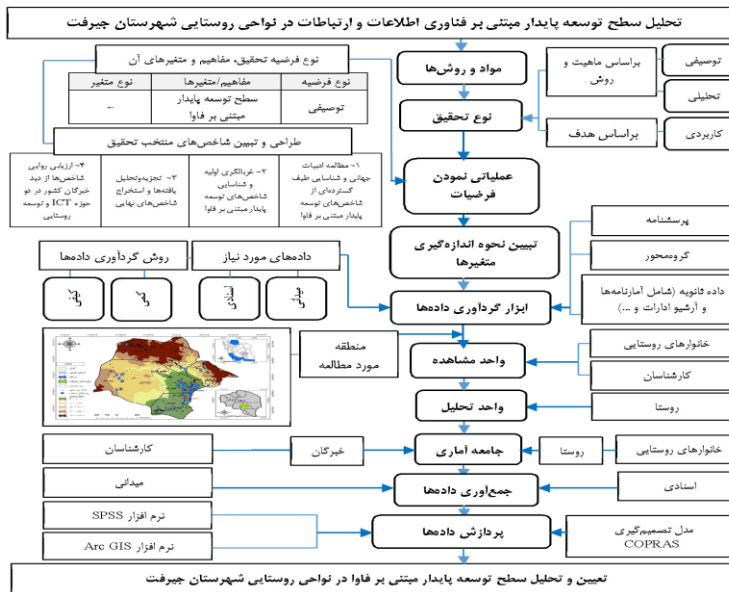 تحلیل سطح توسعه پایدار مبتنی بر فناوری اطلاعات و ارتباطات در نواحی روستایی شهرستان جیرفت
مواد و روش‌ها
براساس ماهیت و
روش
توصیفی
تحلیلی
نوع تحقیق
براساس هدف
کاربردی
نوع فرضیه تحقیق، مفاهیم و متغیرهای آن
نوع فرضیه
مفاهیم/متغیرها
نوع متغیر
توصیفی
سطح توسعه پایدار
مبتنی بر فاوا
-
طراحی و تبیین شاخص‌های منتخب تحقیق
۱- مطالعه ادبیات
جهانی و شناسایی طیف
گسترده‌ای از
شاخص‌های توسعه
پایدار مبتنی بر فاوا
۲- غربالگری اولیه
و شناسایی
شاخص‌های توسعه
پایدار مبتنی بر فاوا
۳- تجزیه‌وتحلیل
یافته‌ها و استخراج
شاخص‌های نهایی
۴- ارزیابی روایی
شاخص‌ها از دید
خبرگان کشور در دو
حوزه ICT و توسعه
روستایی
عملیاتی نمودن
فرضیات
تبیین نحوه اندازه‌گیری
متغیرها
پرسشنامه
گروه‌محور
داده ثانویه (شامل آمارنامه‌ها
و آرشیو ادارات و ...)
ابزار گردآوری داده‌ها
داده‌های مورد نیاز
روش گردآوری داده‌ها
میدانی
اسنادی
کمی
کیفی
منطقه
مورد مطالعه
واحد مشاهده
خانوارهای روستایی
کارشناسان
واحد تحلیل
روستا
جامعه آماری
خانوارهای روستایی
روستا
خبرگان
کارشناسان
جمع‌آوری داده‌ها
اسنادی
میدانی
پردازش داده‌ها
مدل تصمیم‌گیری
COPRAS
نرم افزار SPSS
نرم افزار Arc GIS
تعیین و تحلیل سطح توسعه پایدار مبتنی بر فاوا در نواحی روستایی شهرستان جیرفت